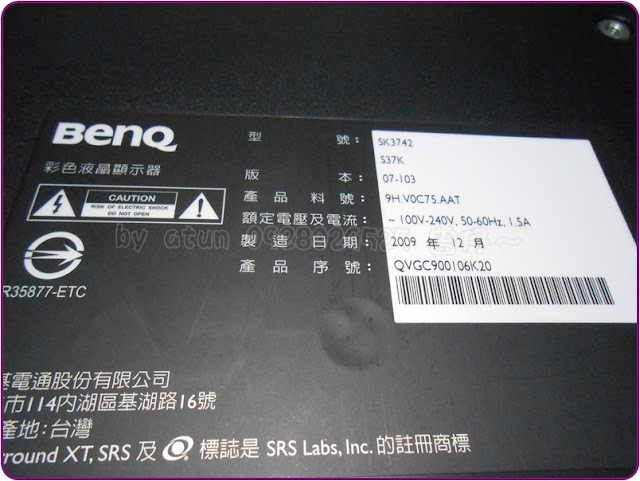 BenQ
彩色液晶顯示器
CAUTION
RISK OF ELECTRIC SHOCK
DO NOT OPEN
R35877-ETC
型 號: SK3742
S37K
版 本: 07-103
產 品 料 號: 9H.V0C75.AAT
額定電壓及電流: ~ 100V-240V, 50-60Hz, 1.5A
製 造 日 期: 2009 年 12 月
產 品 序 號: QVGC900106K20
by atun
基電通股份有限公司
市114內湖區基湖路16號
產地:台灣
round XT, SRS 及 標誌是 SRS Labs, Inc. 的註冊商標